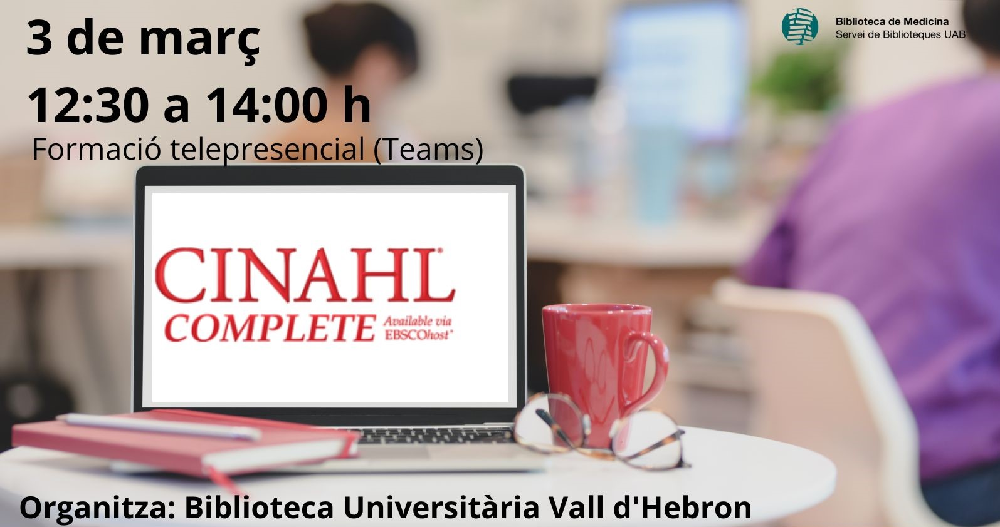 3 de març
12:30 a 14:00 h
Formació telepresencial (Teams)
Biblioteca de Medicina
Servei de Biblioteques UAB
CINAHL®
COMPLETE Available via
EBSCOhost®
Organitza: Biblioteca Universitària Vall d'Hebron